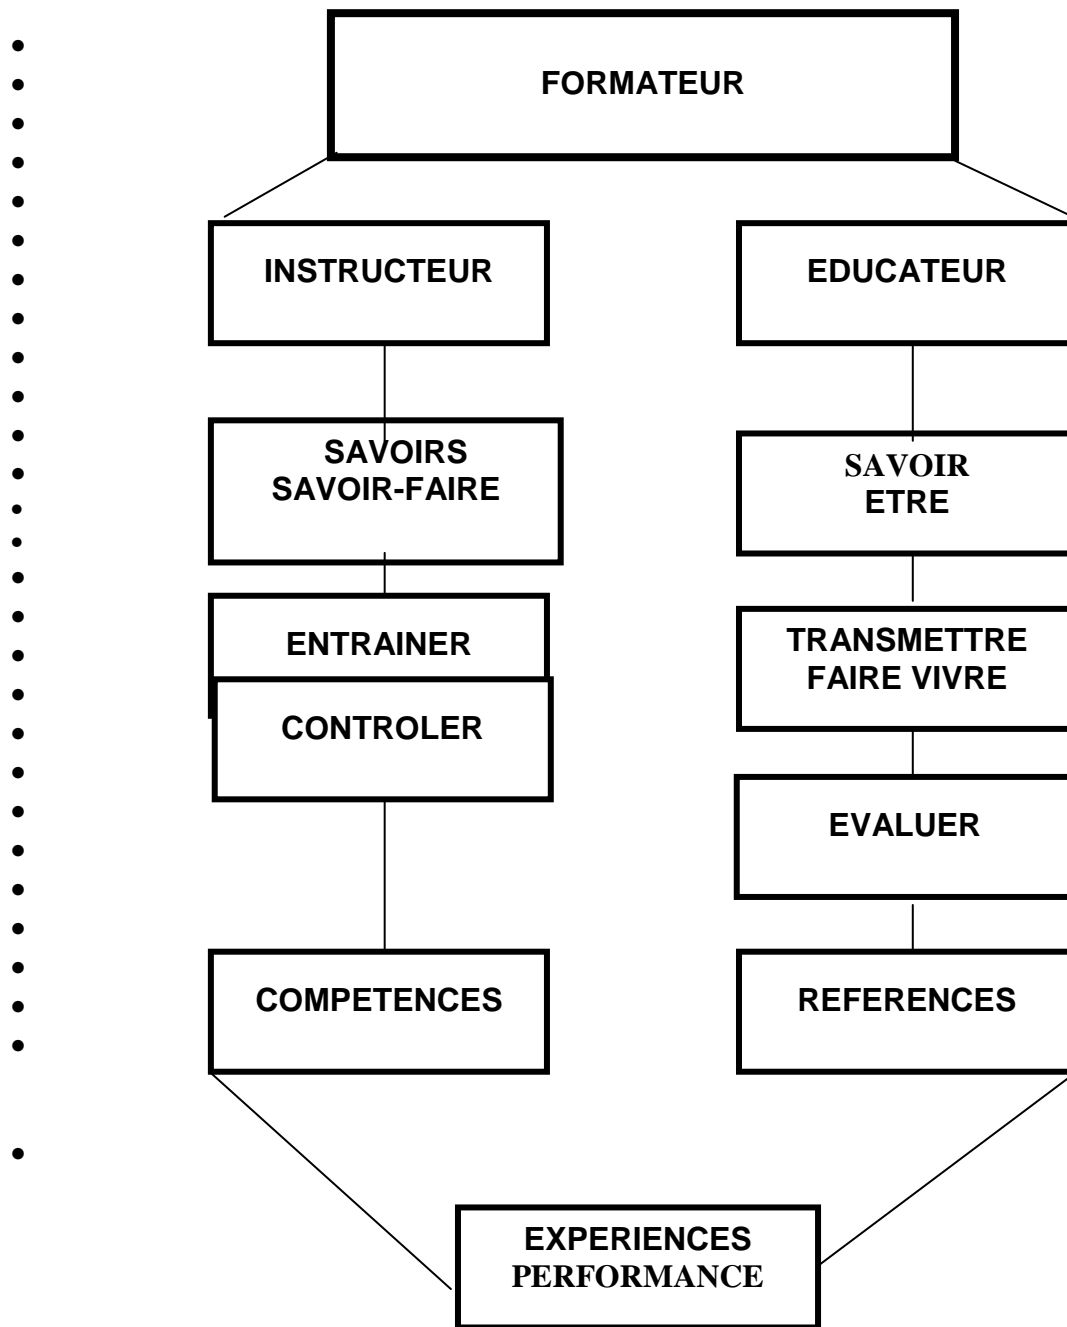 FORMATEUR
INSTRUCTEUR
EDUCATEUR
SAVOIRS
SAVOIR-FAIRE
SAVOIR
ETRE
ENTRAINER
TRANSMETTRE
FAIRE VIVRE
CONTROLER
EVALUER
COMPETENCES
REFERENCES
EXPERIENCES
PERFORMANCE